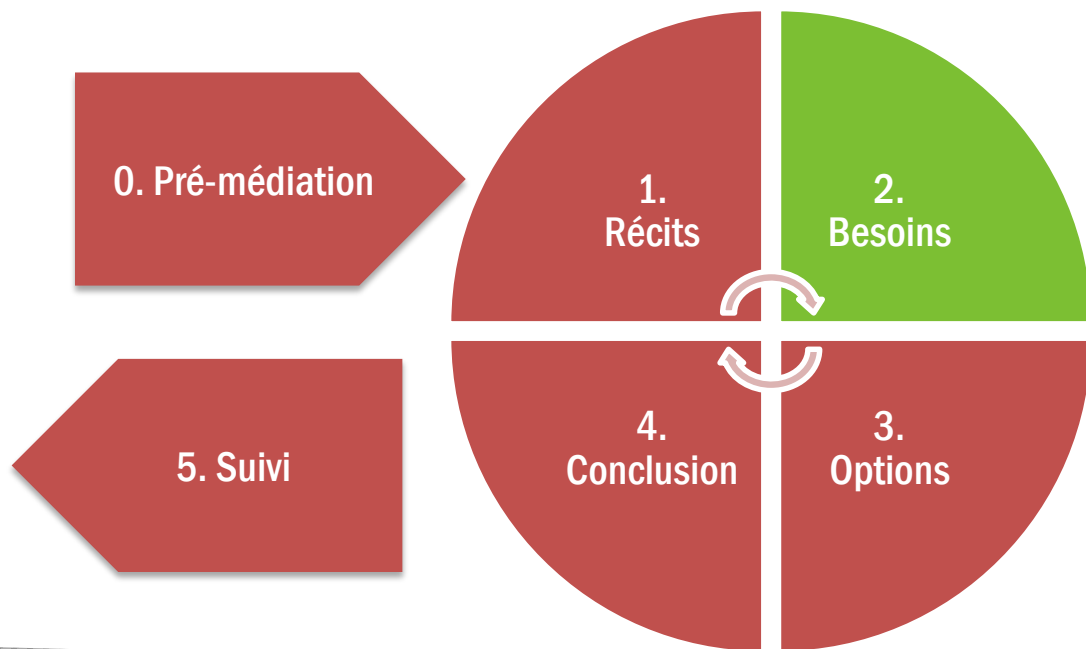 0. Pré-médiation
1.
Récits
2.
Besoins
3.
Options
4.
Conclusion
5. Suivi